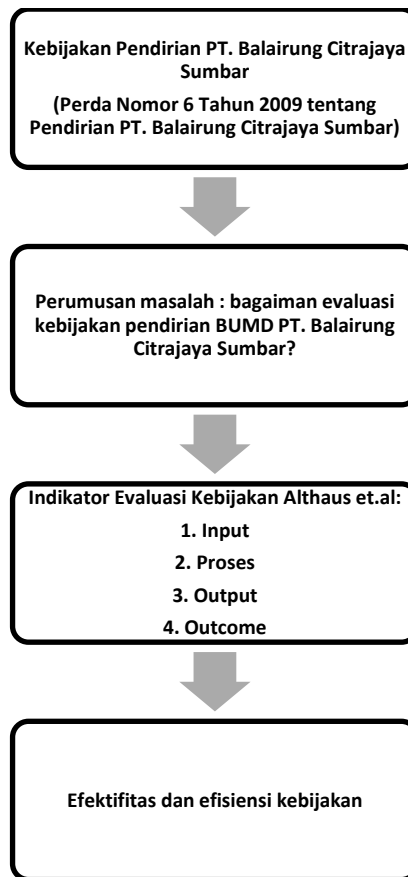 Kebijakan Pendirian PT. Balairung Citrajaya
Sumbar
(Perda Nomor 6 Tahun 2009 tentang
Pendirian PT. Balairung Citrajaya Sumbar)
Perumusan masalah : bagaiman evaluasi
kebijakan pendirian BUMD PT. Balairung
Citrajaya Sumbar?
Indikator Evaluasi Kebijakan Althaus et.al:
1. Input
2. Proses
3. Output
4. Outcome
Efektifitas dan efisiensi kebijakan